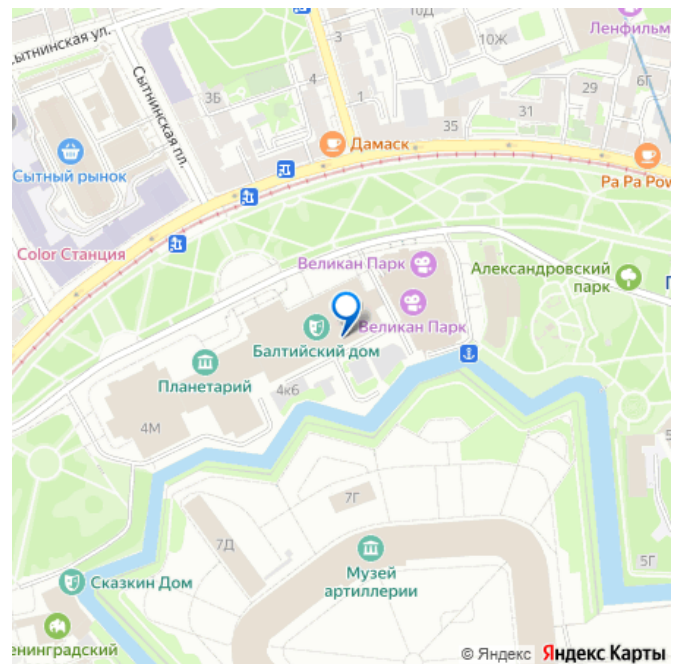 10Д
Ленфильм
3
10Ж
ытнинская ул.
Сытнинская пл.
4
3Б
1
29
6Г
31
35
Дамаск
Сытный рынок
Pa Pa Pow
Color Станция
Великан Парк
Александровский
парк
П
Великан Парк
Балтийский дом
Планетарий
4к6
4М
7Г
7Д
Музей
артиллерии
5Г
Сказкин Дом
енинградский
© Яндекс Яндекс Карты